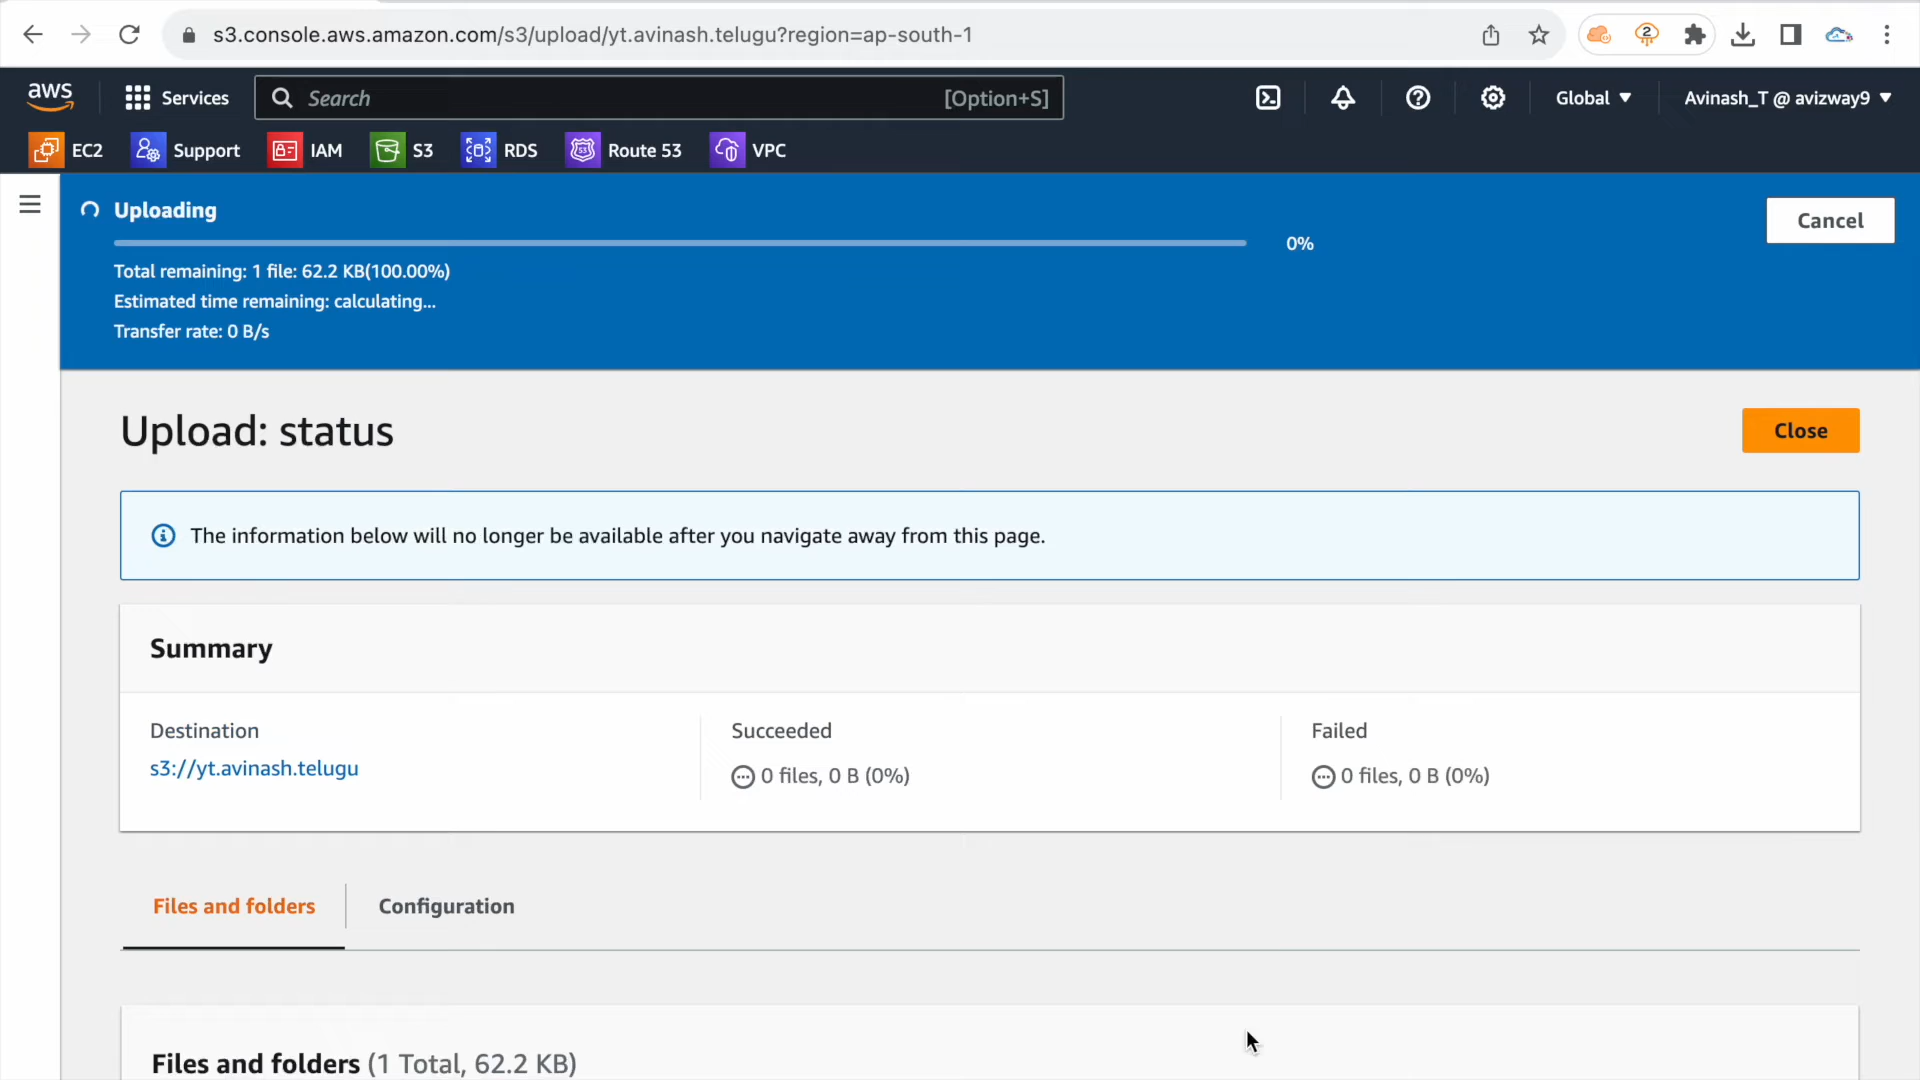 s3.console.aws.amazon.com/s3/upload/yt.avinash.telugu?region=ap-south-1
2
aws
Services
Search
[Option+S]
Global
Avinash_T @ avizway9
EC2
Support
IAM
S3
RDS
53
Route 53
VPC
Uploading
Cancel
0%
Total remaining: 1 file: 62.2 KB(100.00%)
Estimated time remaining: calculating...
Transfer rate: 0 B/s
Upload: status
Close
The information below will no longer be available after you navigate away from this page.
Summary
Destination
Succeeded
Failed
s3://yt.avinash.telugu
0 files, 0 B (0%)
0 files, 0 B (0%)
Files and folders
Configuration
Files and folders (1 Total, 62.2 KB)